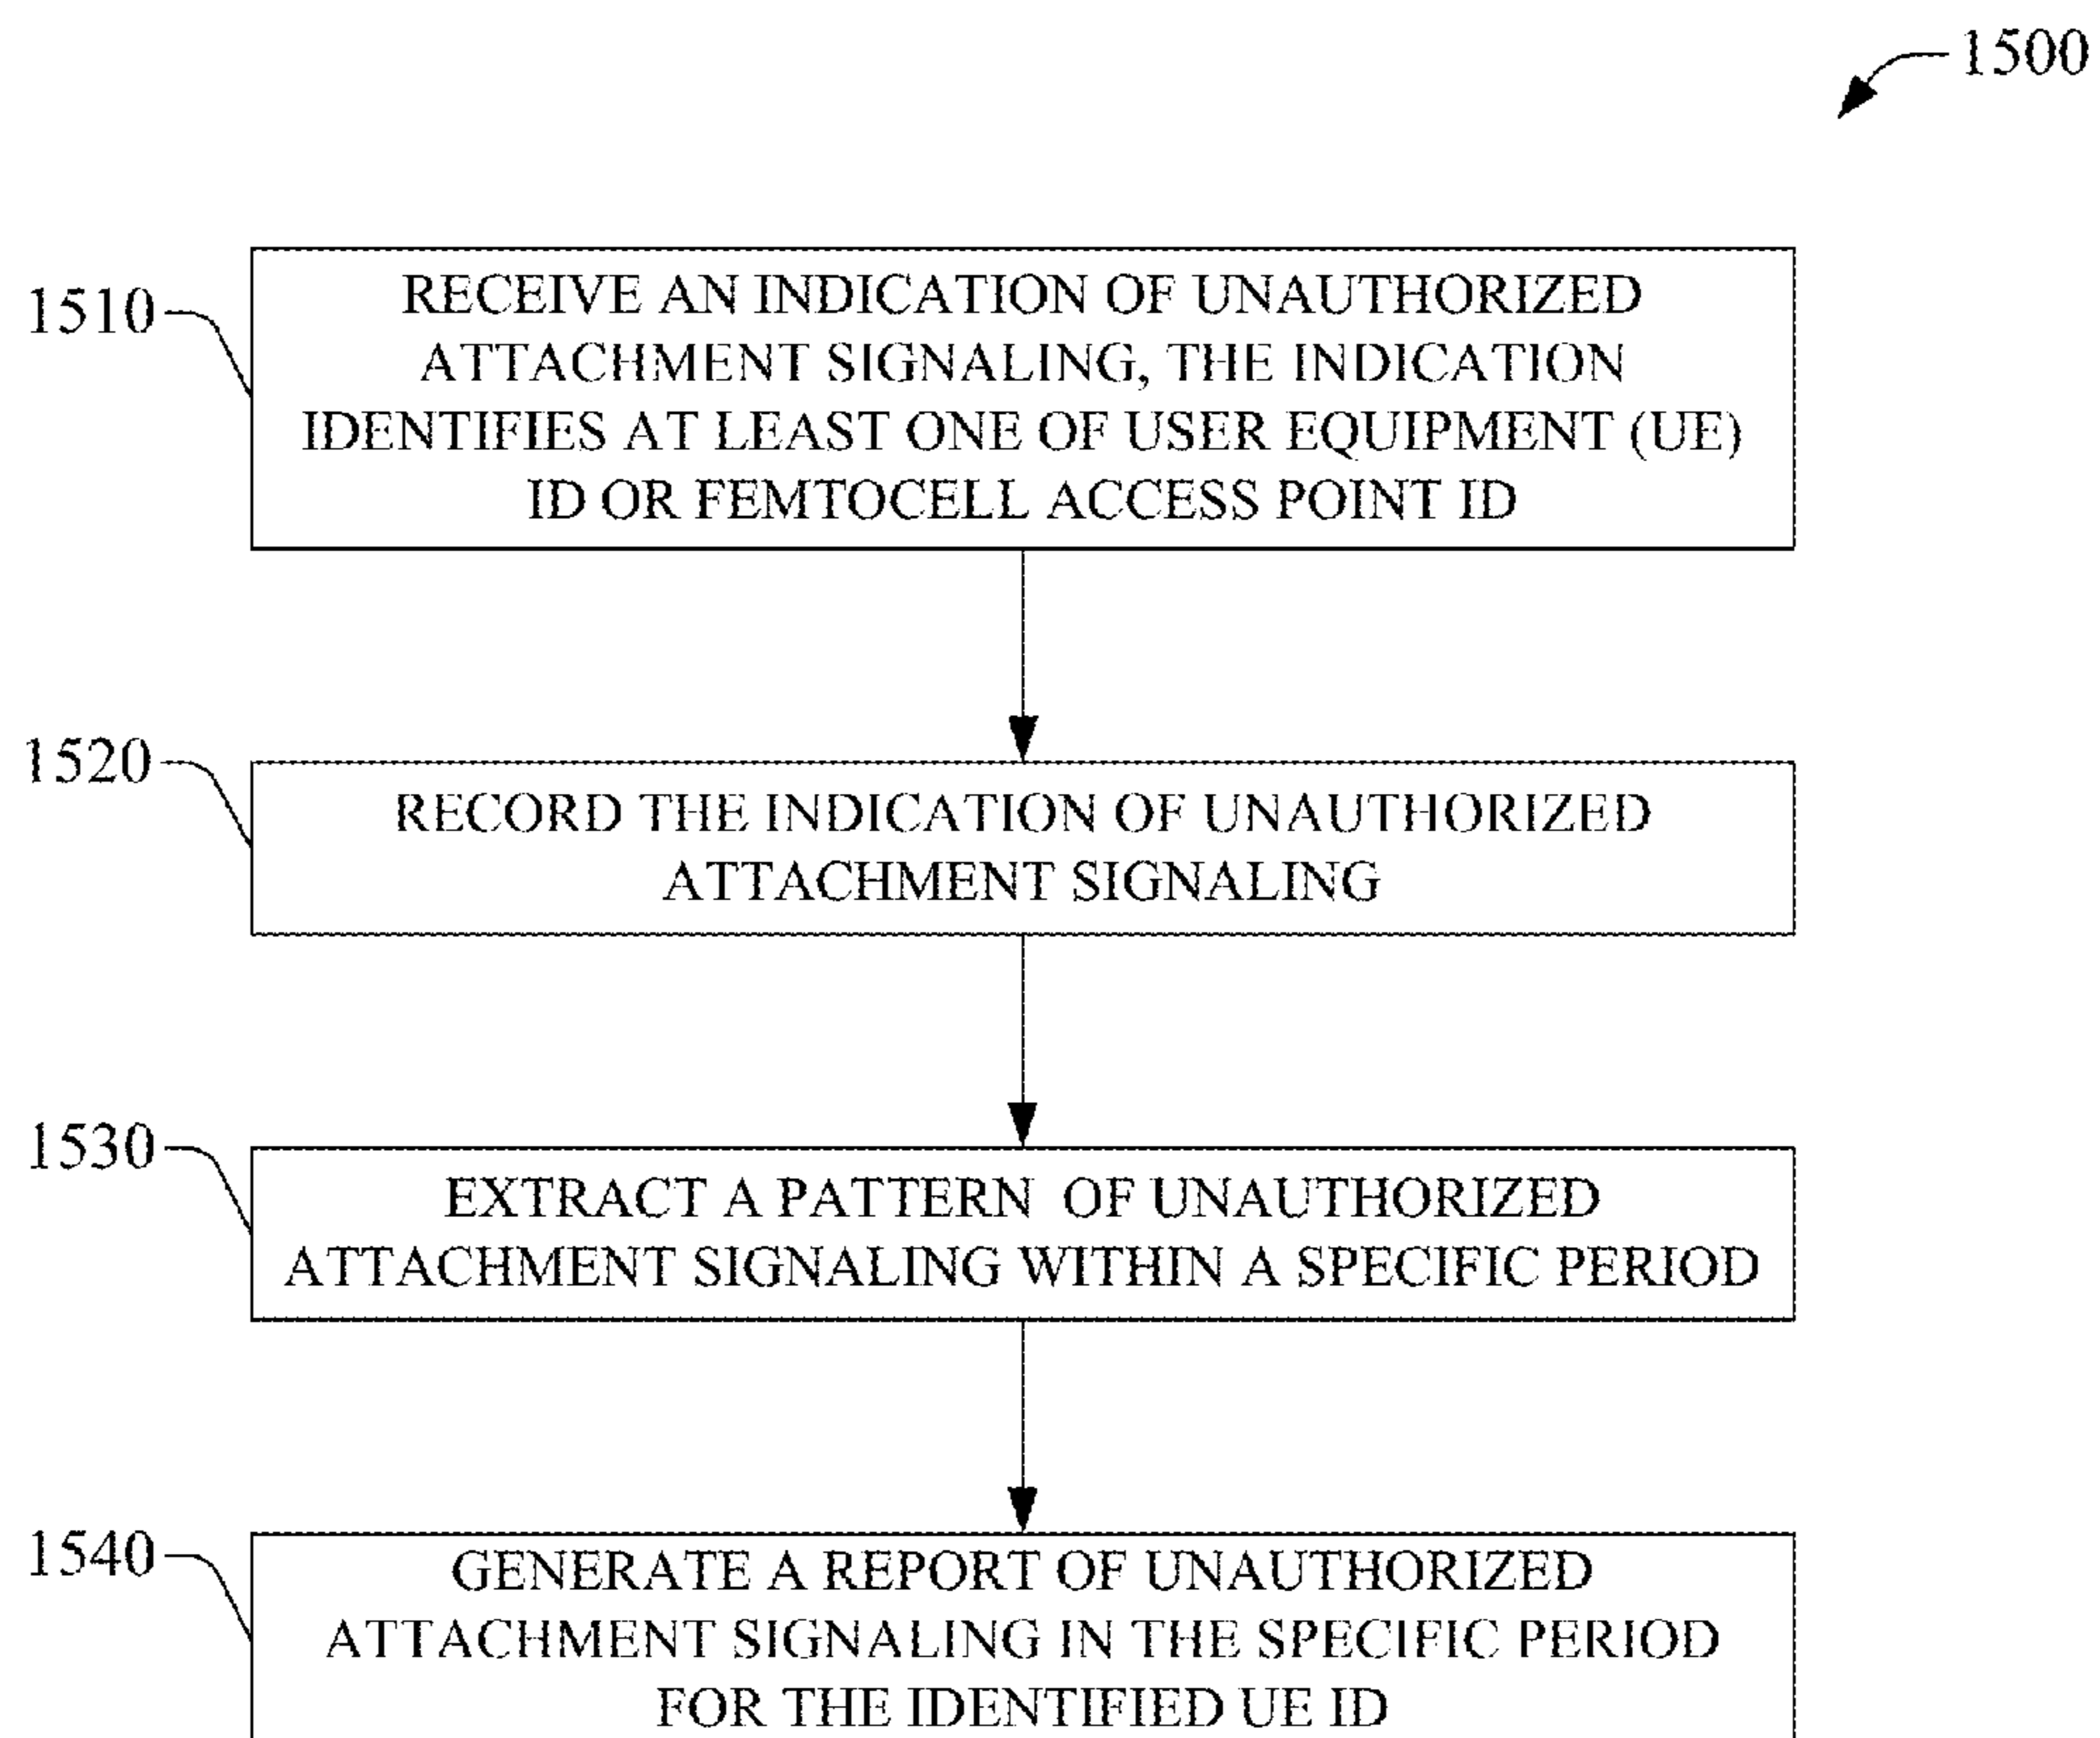 1500
1510
RECEIVE AN INDICATION OF UNAUTHORIZED
ATTACHMENT SIGNALING, THE INDICATION
IDENTIFIES AT LEAST ONE OF USER EQUIPMENT (UE)
ID OR FEMTOCELL ACCESS POINT ID
1520
RECORD THE INDICATION OF UNAUTHORIZED
ATTACHMENT SIGNALING
1530
EXTRACT A PATTERN OF UNAUTHORIZED
ATTACHMENT SIGNALING WITHIN A SPECIFIC PERIOD
1540
GENERATE A REPORT OF UNAUTHORIZED
ATTACHMENT SIGNALING IN THE SPECIFIC PERIOD
FOR THE IDENTIFIED UE ID